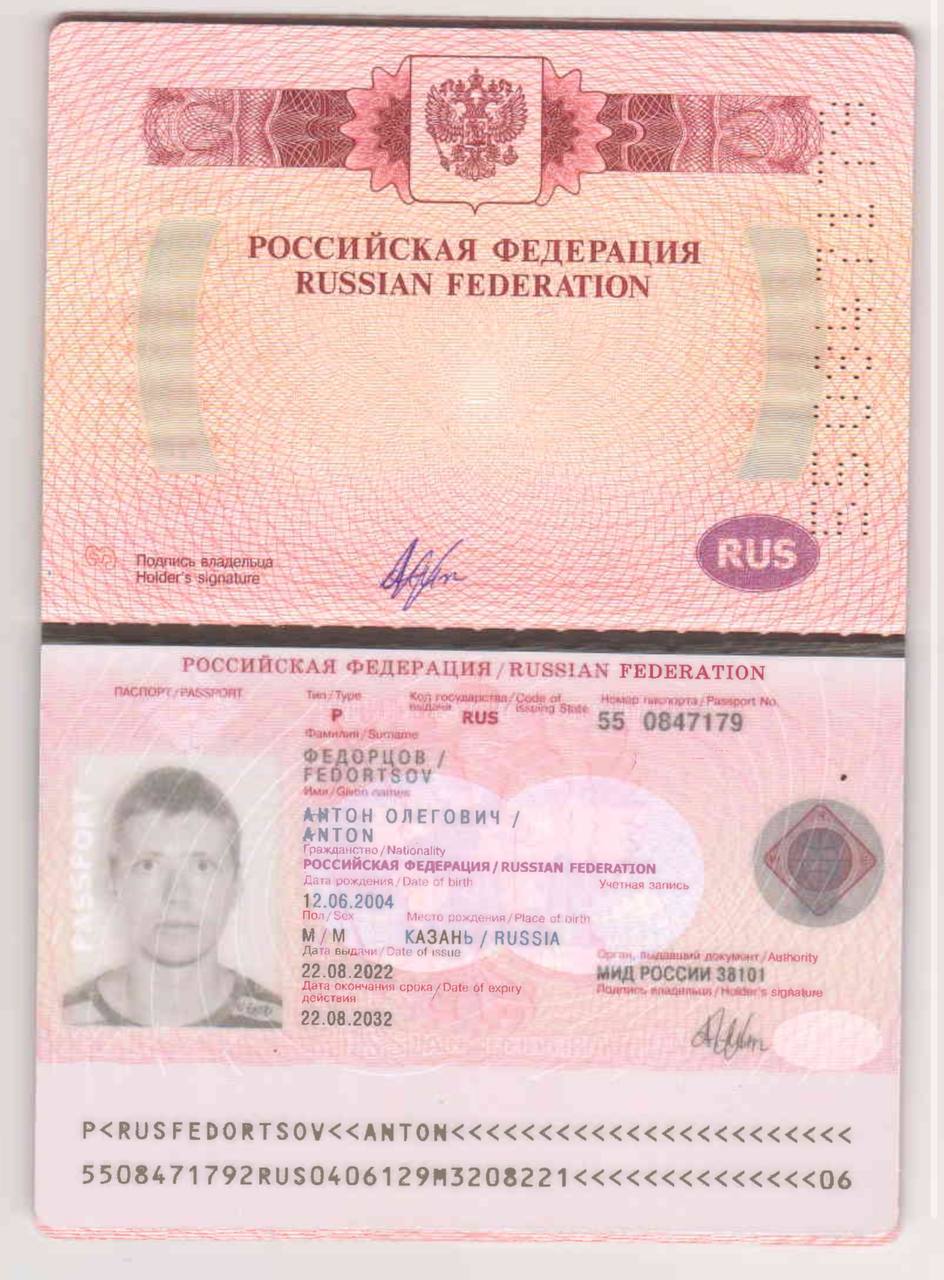 РОССИЙСКАЯ ФЕДЕРАЦИЯ
RUSSIAN FEDERATION
55 0847179
Подпись владельца
Holder's signature
RUS
РОССИЙСКАЯ ФЕДЕРАЦИЯ / RUSSIAN FEDERATION
ПАСПОРТ / PASSPORT
Тип / Type
Код государства / Code of
выдачи issuing State
Номер паспорта / Passport No.
P
RUS
55 0847179
Фамилия / Surname
ФЕДОРЦОВ /
FEDORTSOV
Имя / Given names
АНТОН ОЛЕГОВИЧ /
ANTON
Гражданство / Nationality
РОССИЙСКАЯ ФЕДЕРАЦИЯ / RUSSIAN FEDERATION
Дата рождения / Date of birth
Учетная запись
12.06.2004
Пол / Sex
Место рождения / Place of birth
М / M
КАЗАНЬ / RUSSIA
Дата выдачи / Date of issue
Орган, выдавший документ / Authority
22.08.2022
МИД РОССИИ 38101
Дата окончания срока / Date of expiry
действия
Подпись владельца / Holder's signature
22.08.2032
PASSPORT
P<RUSFEDORTSOV<<ANTON<<<<<<<<<<<<<<<<<<<<<<<
5508471792RUS0406129M3208221<<<<<<<<<<<<<<06